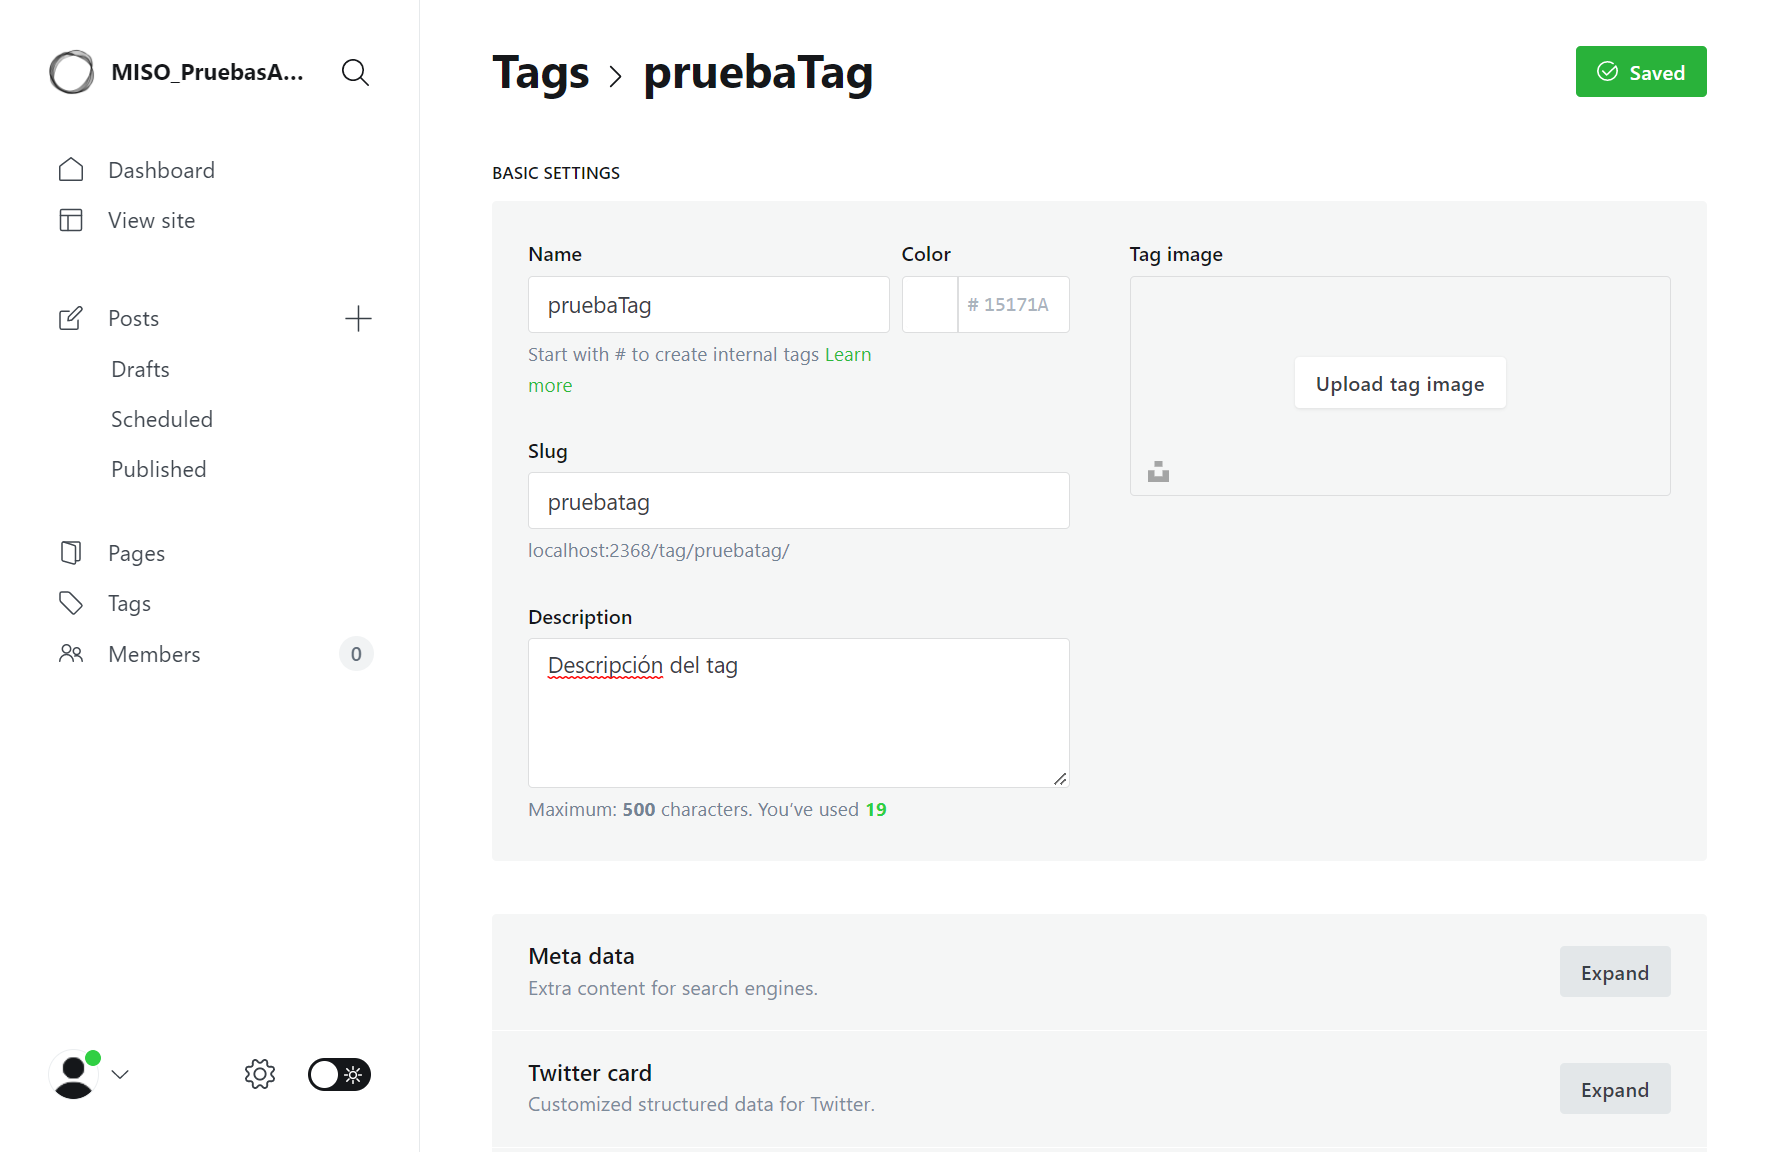 MISO_PruebasA...
Dashboard
View site
Posts
Drafts
Scheduled
Published
Pages
Tags
Members 0
Tags > pruebaTag
Saved
BASIC SETTINGS
Name
pruebaTag
Start with # to create internal tags Learn
more
Color
# 15171A
Slug
pruebatag
localhost:2368/tag/pruebatag/
Description
Descripción del tag
Maximum: 500 characters. You’ve used 19
Tag image
Upload tag image
Meta data
Extra content for search engines.
Expand
Twitter card
Customized structured data for Twitter.
Expand